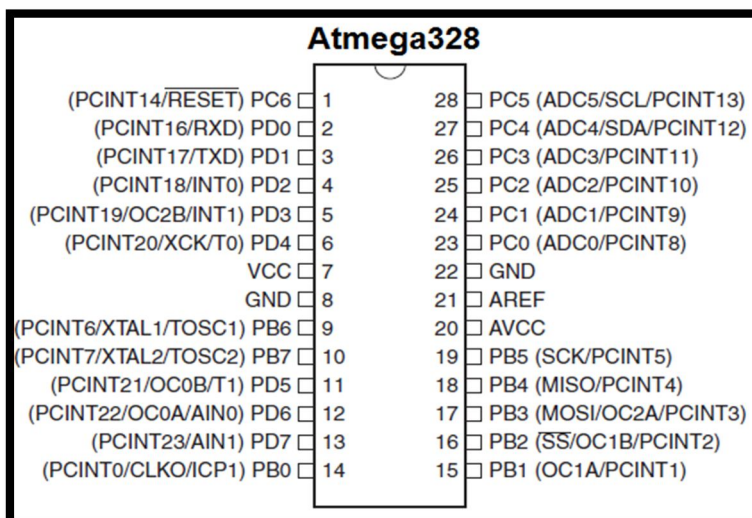 Atmega328
(PCINT14/RESET) PC6 1 28 PC5 (ADC5/SCL/PCINT13)
(PCINT16/RXD) PD0 2 27 PC4 (ADC4/SDA/PCINT12)
(PCINT17/TXD) PD1 3 26 PC3 (ADC3/PCINT11)
(PCINT18/INT0) PD2 4 25 PC2 (ADC2/PCINT10)
(PCINT19/OC2B/INT1) PD3 5 24 PC1 (ADC1/PCINT9)
(PCINT20/XCK/T0) PD4 6 23 PC0 (ADC0/PCINT8)
VCC 7 22 GND
GND 8 21 AREF
(PCINT6/XTAL1/TOSC1) PB6 9 20 AVCC
(PCINT7/XTAL2/TOSC2) PB7 10 19 PB5 (SCK/PCINT5)
(PCINT21/OC0B/T1) PD5 11 18 PB4 (MISO/PCINT4)
(PCINT22/OC0A/AIN0) PD6 12 17 PB3 (MOSI/OC2A/PCINT3)
(PCINT23/AIN1) PD7 13 16 PB2 (SS/OC1B/PCINT2)
(PCINT0/CLKO/ICP1) PB0 14 15 PB1 (OC1A/PCINT1)